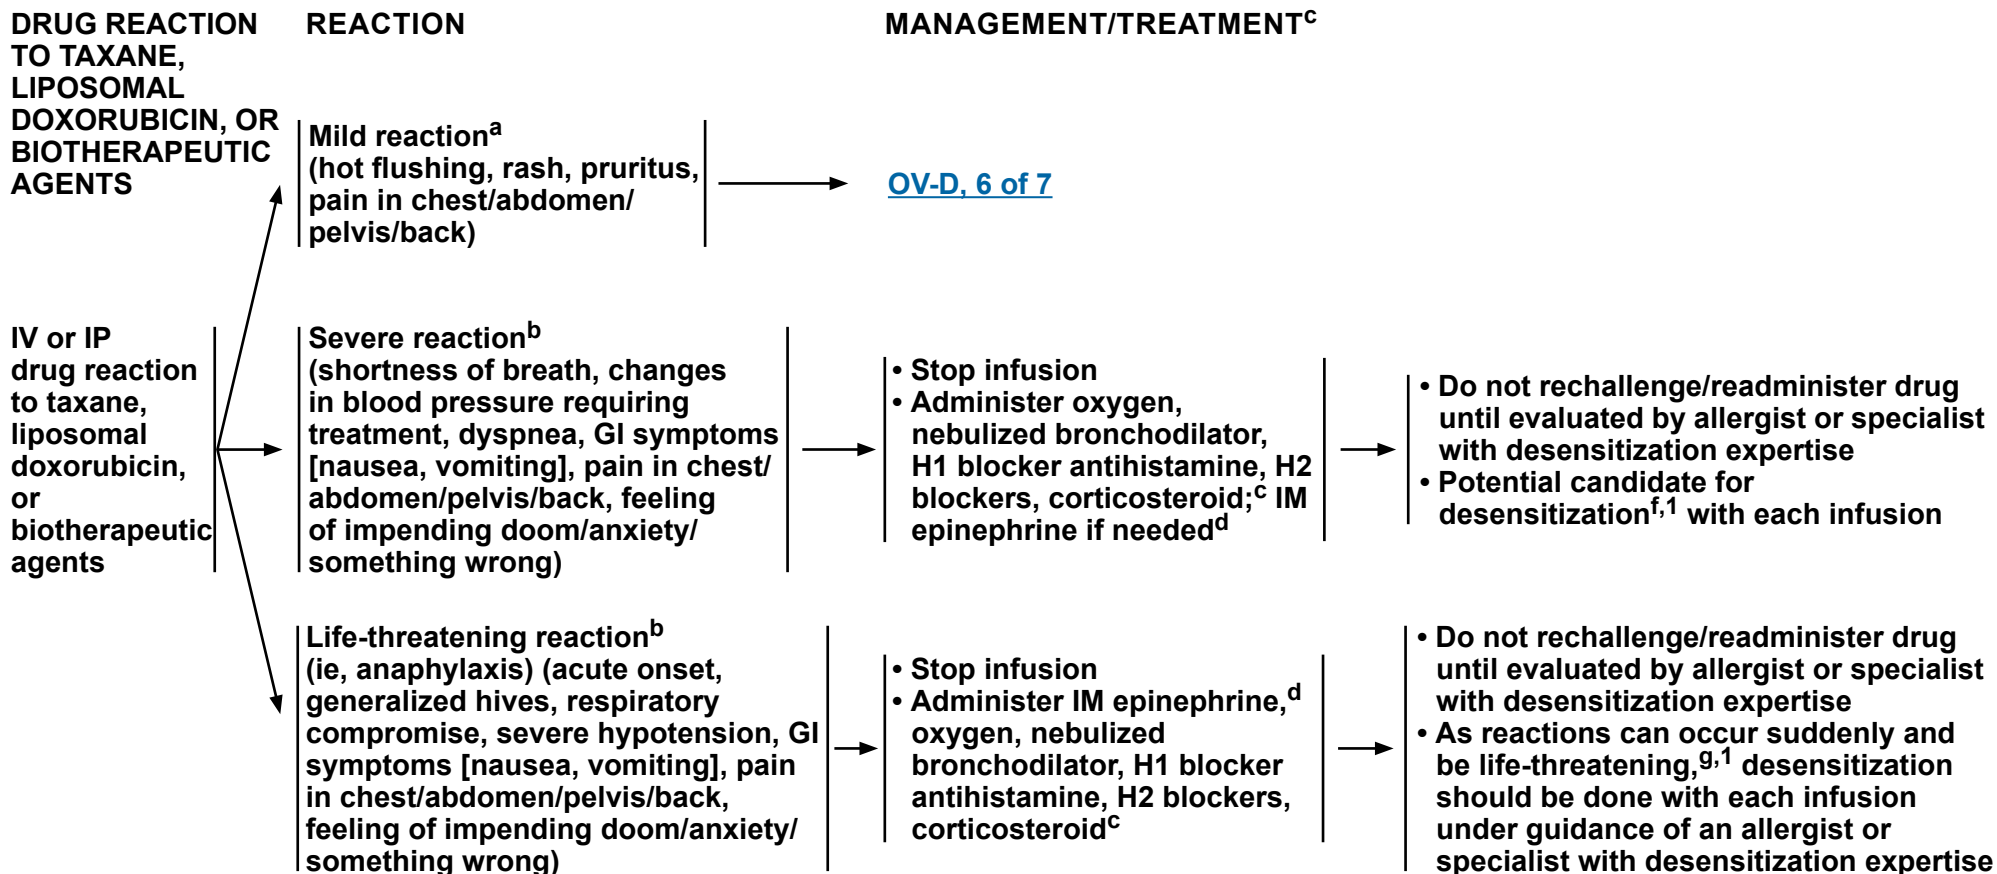 DRUG REACTION
TO TAXANE,
LIPOSOMAL
DOXORUBICIN, OR
BIOTHERAPEUTIC
AGENTS
REACTION
MANAGEMENT/TREATMENTc
Mild reactiona
(hot flushing, rash, pruritus,
pain in chest/abdomen/
pelvis/back)
OV-D, 6 of 7
IV or IP
drug reaction
to taxane,
liposomal
doxorubicin,
or
biotherapeutic
agents
Severe reactionb
(shortness of breath, changes
in blood pressure requiring
treatment, dyspnea, GI symptoms
[nausea, vomiting], pain in chest/
abdomen/pelvis/back, feeling
of impending doom/anxiety/
something wrong)
• Stop infusion
• Administer oxygen,
nebulized bronchodilator,
H1 blocker antihistamine, H2
blockers, corticosteroid;c IM
epinephrine if neededd
• Do not rechallenge/readminister drug
until evaluated by allergist or specialist
with desensitization expertise
• Potential candidate for
desensitizationf,1 with each infusion
Life-threatening reactionb
(ie, anaphylaxis) (acute onset,
generalized hives, respiratory
compromise, severe hypotension, GI
symptoms [nausea, vomiting], pain
in chest/abdomen/pelvis/back,
feeling of impending doom/anxiety/
something wrong)
• Stop infusion
• Administer IM epinephrine,d
oxygen, nebulized
bronchodilator, H1 blocker
antihistamine, H2 blockers,
corticosteroidc
• Do not rechallenge/readminister drug
until evaluated by allergist or specialist
with desensitization expertise
• As reactions can occur suddenly and
be life-threatening,g,1 desensitization
should be done with each infusion
under guidance of an allergist or
specialist with desensitization expertise